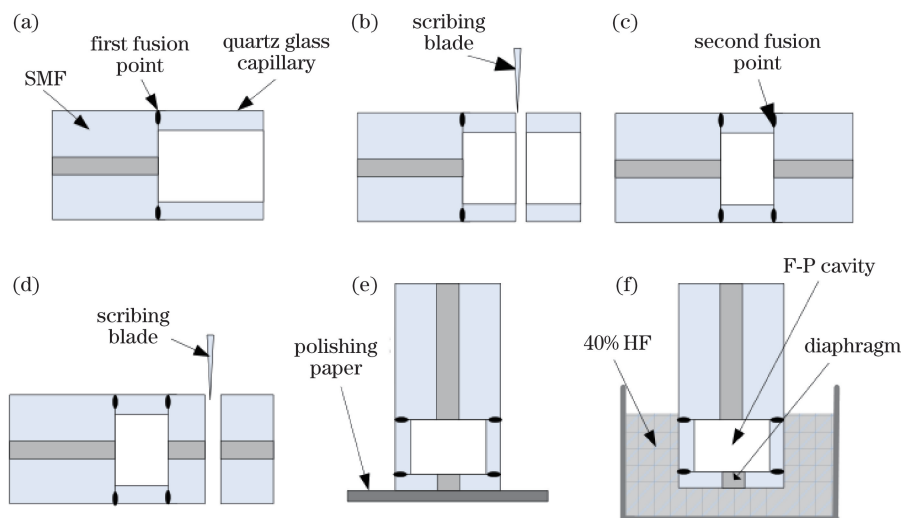 (a)
first fusion
point
quartz glass
capillary
SMF
(b)
scribing
blade
(c)
second fusion
point
(d)
scribing
blade
(e)
polishing
paper
(f)
F-P cavity
40% HF
diaphragm